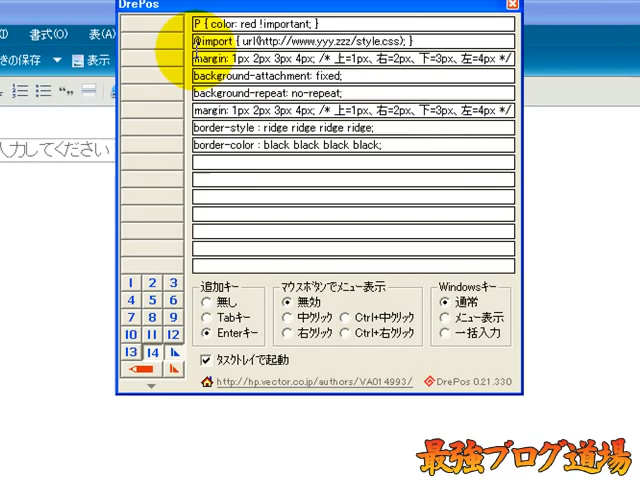 DrePos
書式(O) 表(A)
きの保存 表示
入力してください
P { color: red !important; }
@import { url(http://www.yyy.zzz/style.css); }
margin: 1px 2px 3px 4px; /* 上=1px、右=2px、下=3px、左=4px */
background-attachment: fixed;
background-repeat: no-repeat;
margin: 1px 2px 3px 4px; /* 上=1px、右=2px、下=3px、左=4px */
border-style : ridge ridge ridge ridge;
border-color : black black black black;
1 2 3
4 5 6
7 8 9
10 11 12
13 14
追加キー
無し
Tabキー
Enterキー
マウスボタンでメニュー表示
無効
中クリック Ctrl+中クリック
右クリック Ctrl+右クリック
Windowsキー
通常
メニュー表示
一括入力
タスクトレイで起動
http://hp.vector.co.jp/authors/VA014993/ DrePos 0.21.330
最強ブログ道場